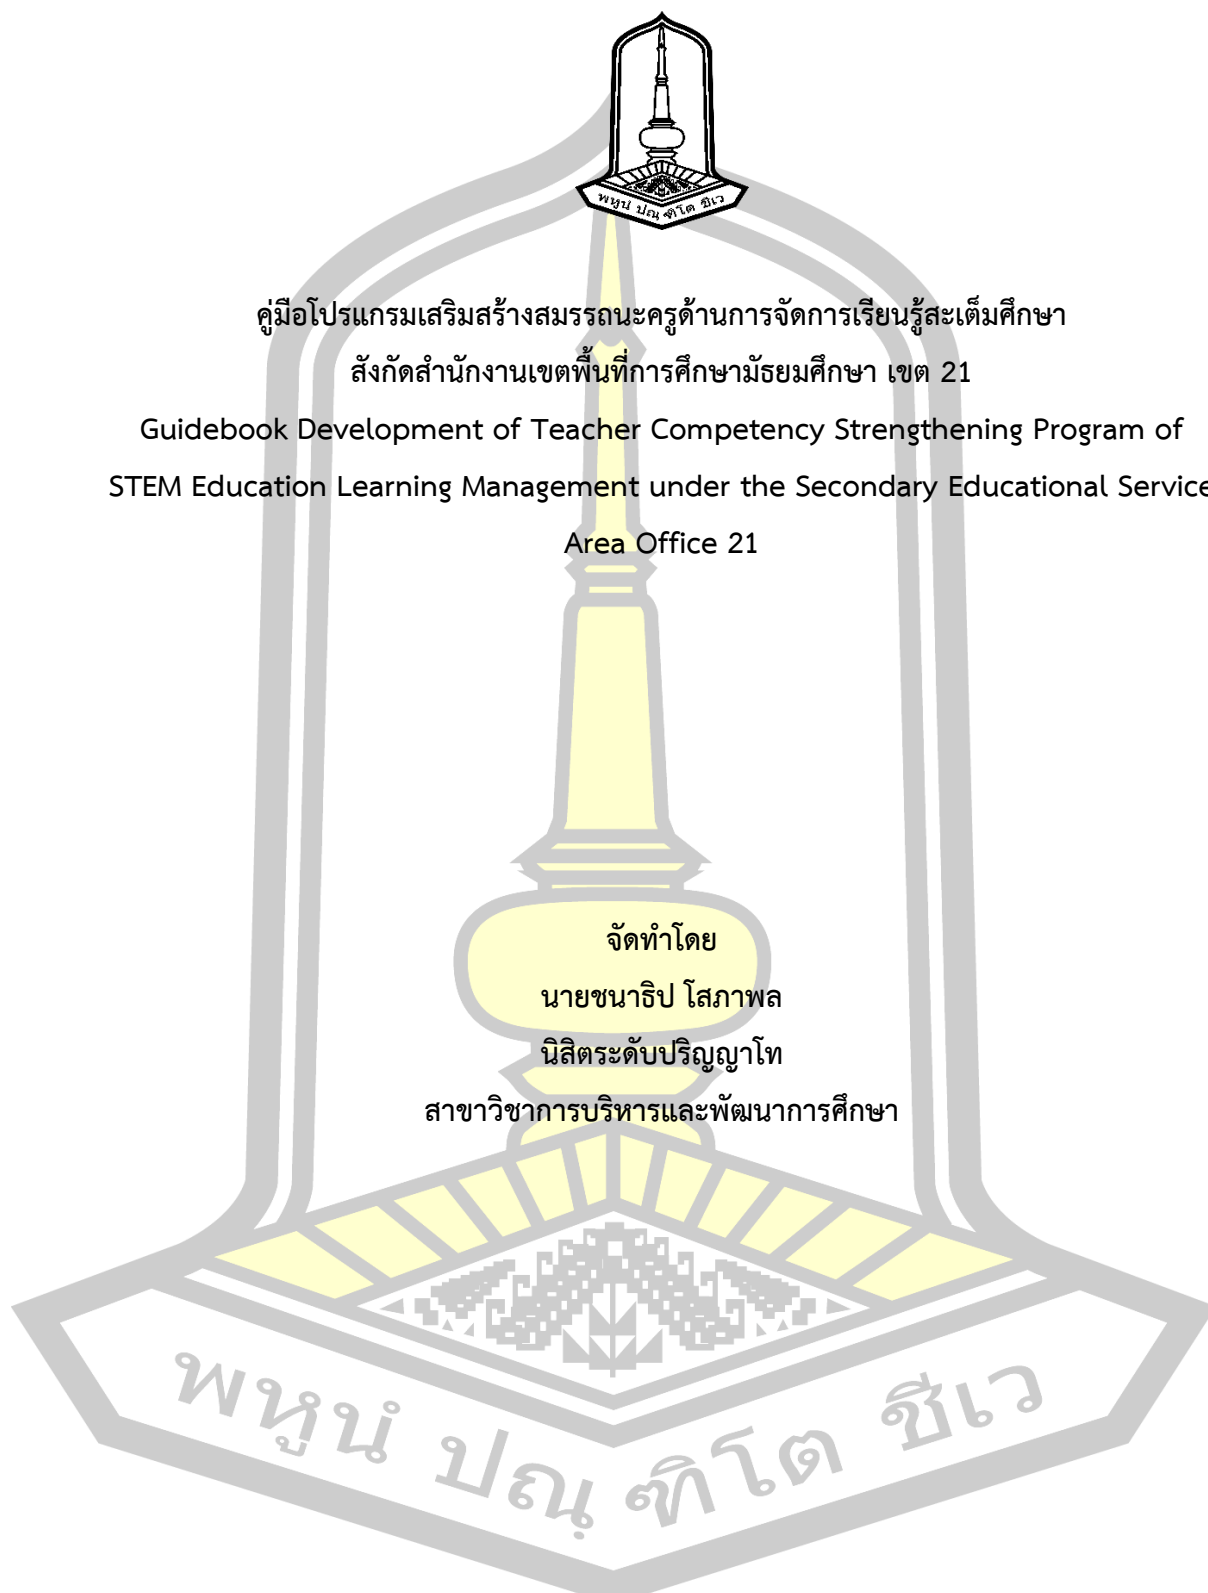 พหูนํ ปณฺฑิโต ชีเว
คู่มือโปรแกรมเสริมสร้างสมรรถนะครูด้านการจัดการเรียนรู้สะเต็มศึกษา
สังกัดสำนักงานเขตพื้นที่การศึกษามัธยมศึกษา เขต 21
Guidebook Development of Teacher Competency Strengthening Program of
STEM Education Learning Management under the Secondary Educational Service
Area Office 21
จัดทำโดย
นายชนาธิป โสภาพล
นิสิตระดับปริญญาโท
สาขาวิชาการบริหารและพัฒนาการศึกษา
พหูนํ ปณฺฑิโต ชีเว